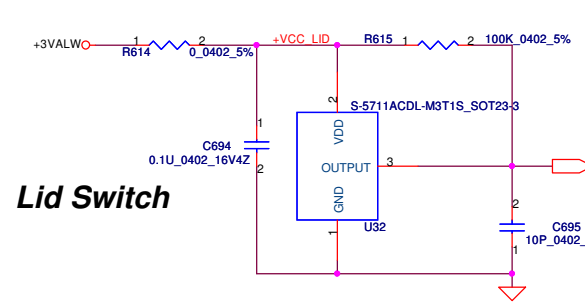 +3VALW
1
2
R614
0_0402_5%
+VCC_LID
R615
1
2
100K_0402_5%
2
S-5711ACDL-M3T1S_SOT23-3
VDD
1
C694
0.1U_0402_16V4Z
2
OUTPUT
3
GND
1
U32
Lid Switch
2
C695
10P_0402_
1